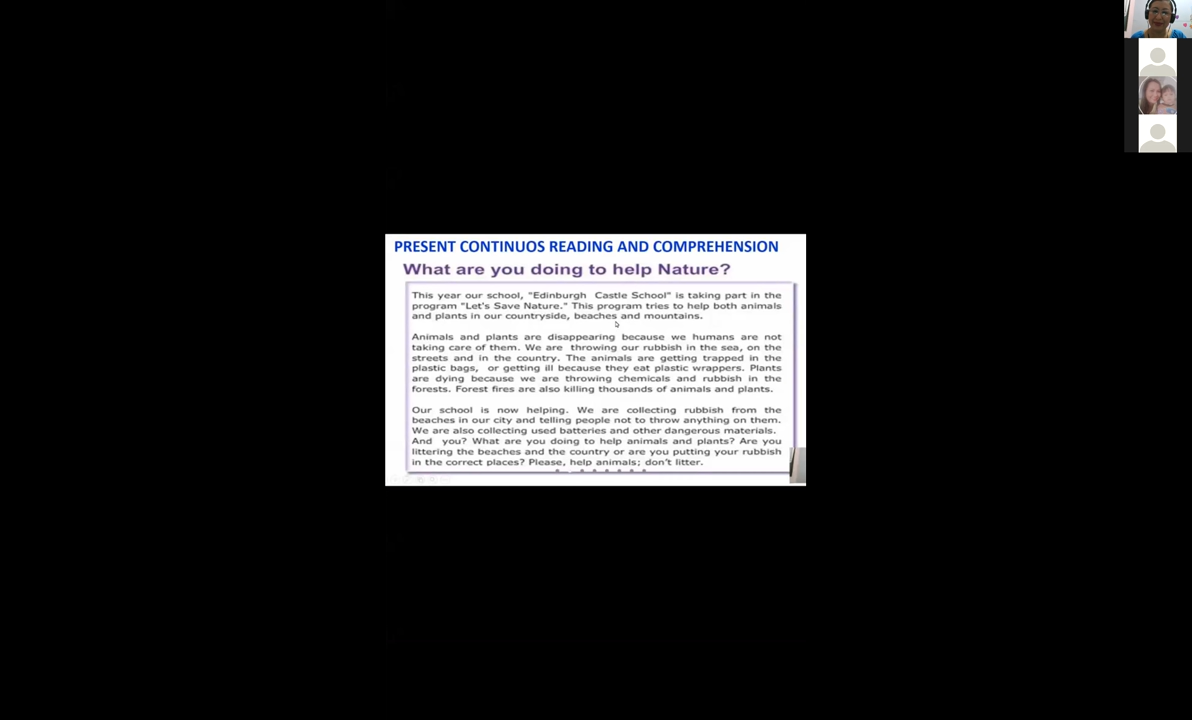 PRESENT CONTINUOS READING AND COMPREHENSION
What are you doing to help Nature?
This year our school, "Edinburgh Castle School" is taking part in the
program "Let's Save Nature." This program tries to help both animals
and plants in our countryside, beaches and mountains.
Animals and plants are disappearing because we humans are not
taking care of them. We are throwing our rubbish in the sea, on the
streets and in the country. The animals are getting trapped in the
plastic bags, or getting ill because they eat plastic wrappers. Plants
are dying because we are throwing chemicals and rubbish in the
forests. Forest fires are also killing thousands of animals and plants.
Our school is now helping. We are collecting rubbish from the
beaches in our city and telling people not to throw anything on them.
We are also collecting used batteries and other dangerous materials.
And you? What are you doing to help animals and plants? Are you
littering the beaches and the country or are you putting your rubbish
in the correct places? Please, help animals; don't litter.